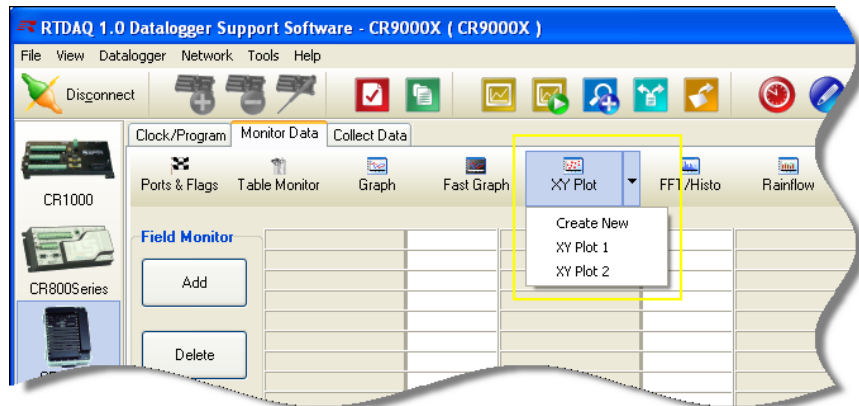 RTDAQ 1.0 Datalogger Support Software - CR9000X ( CR9000X )
File View Datalogger Network Tools Help
Disconnect
Clock/Program Monitor Data Collect Data
Ports & Flags Table Monitor Graph Fast Graph XY Plot FFT/Histo Rainflow
CR1000
Create New
XY Plot 1
XY Plot 2
Field Monitor
Add
CR800Series
Delete